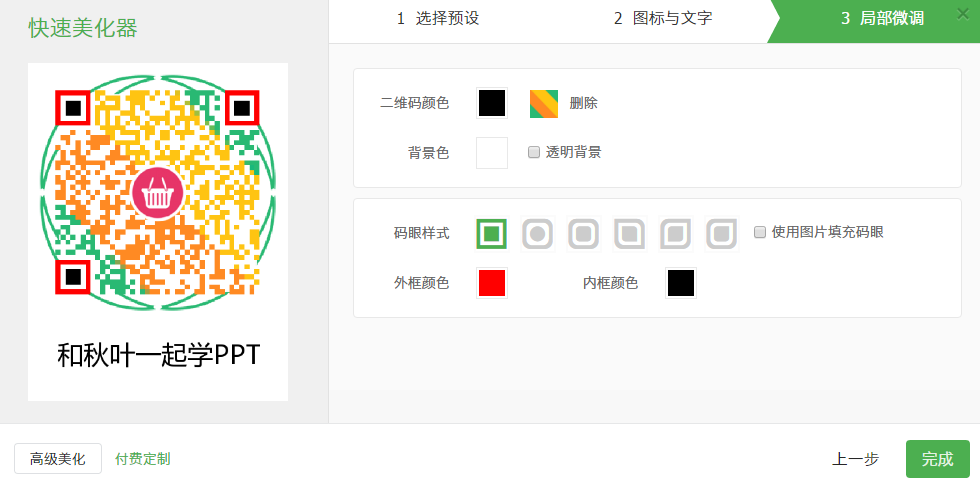 快速美化器
1 选择预设
2 图标与文字
3 局部微调
二维码颜色
删除
背景色
透明背景
码眼样式
使用图片填充码眼
外框颜色
内框颜色
和秋叶一起学PPT
高级美化
付费定制
上一步
完成